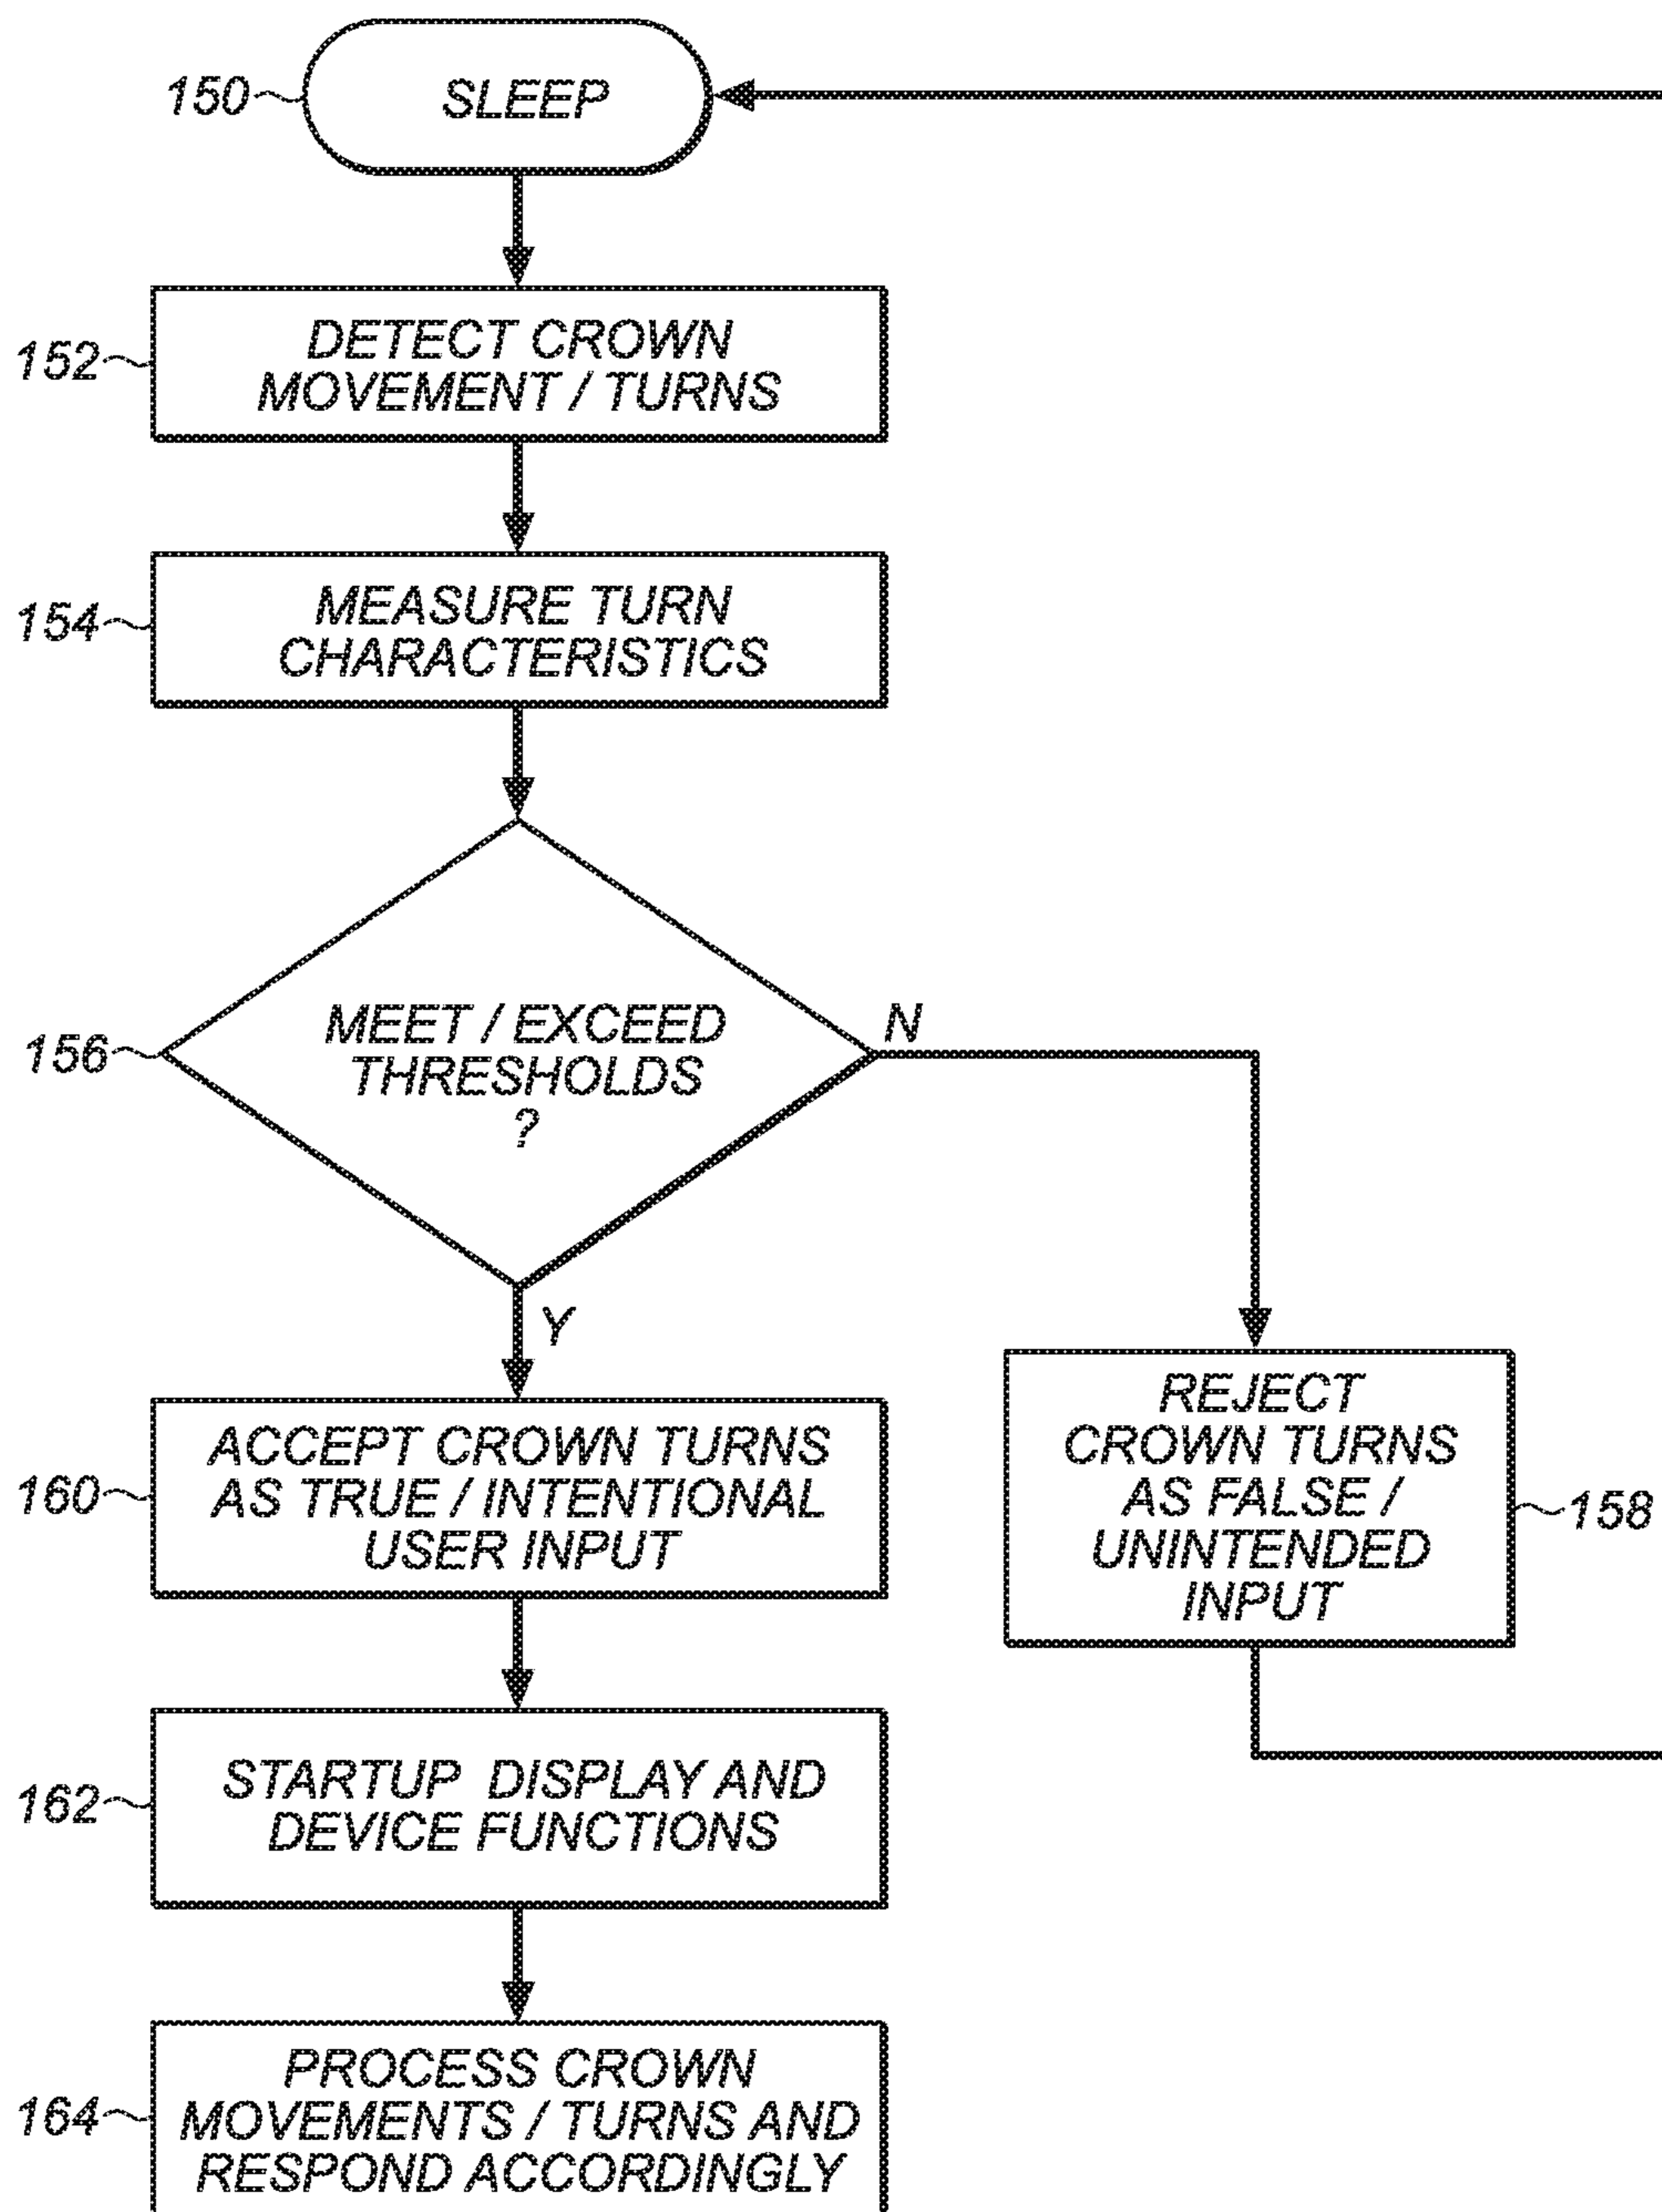 150
SLEEP
152
DETECT CROWN
MOVEMENT / TURNS
154
MEASURE TURN
CHARACTERISTICS
156
MEET / EXCEED
THRESHOLDS
?
N
Y
160
ACCEPT CROWN TURNS
AS TRUE / INTENTIONAL
USER INPUT
REJECT
CROWN TURNS
AS FALSE /
UNINTENDED
INPUT
158
162
STARTUP DISPLAY AND
DEVICE FUNCTIONS
164
PROCESS CROWN
MOVEMENTS / TURNS AND
RESPOND ACCORDINGLY